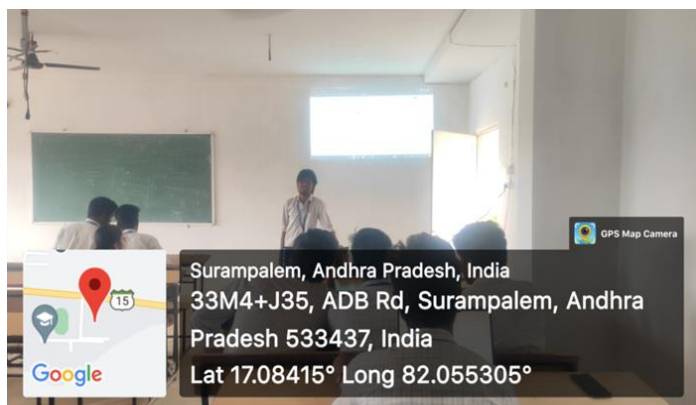 GPS Map Camera
Surampalem, Andhra Pradesh, India
33M4+J35, ADB Rd, Surampalem, Andhra
Pradesh 533437, India
Lat 17.08415° Long 82.055305°
15
Google